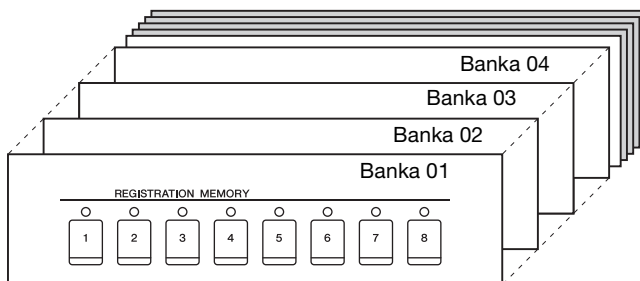 Banka 04
Banka 03
Banka 02
Banka 01
REGISTRATION MEMORY
1 2 3 4 5 6 7 8